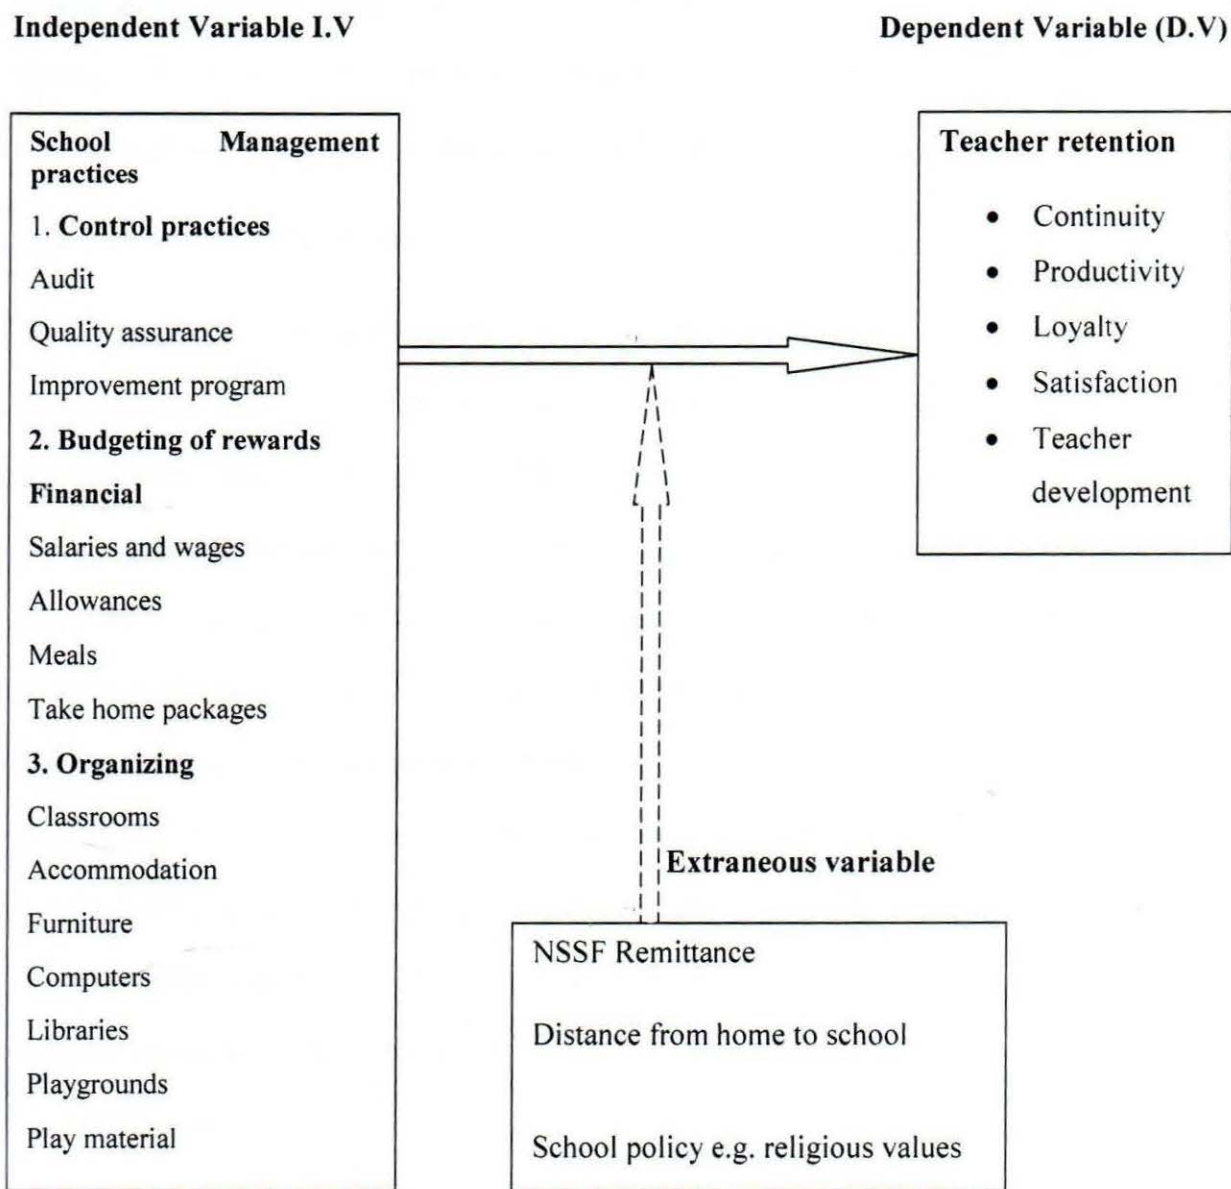 Independent Variable I.V
Dependent Variable (D.V)
School Management
practices
1. Control practices
Audit
Quality assurance
Improvement program
2. Budgeting of rewards
Financial
Salaries and wages
Allowances
Meals
Take home packages
3. Organizing
Classrooms
Accommodation
Furniture
Computers
Libraries
Playgrounds
Play material
Teacher retention
• Continuity
• Productivity
• Loyalty
• Satisfaction
• Teacher
development
Extraneous variable
NSSF Remittance
Distance from home to school
School policy e.g. religious values